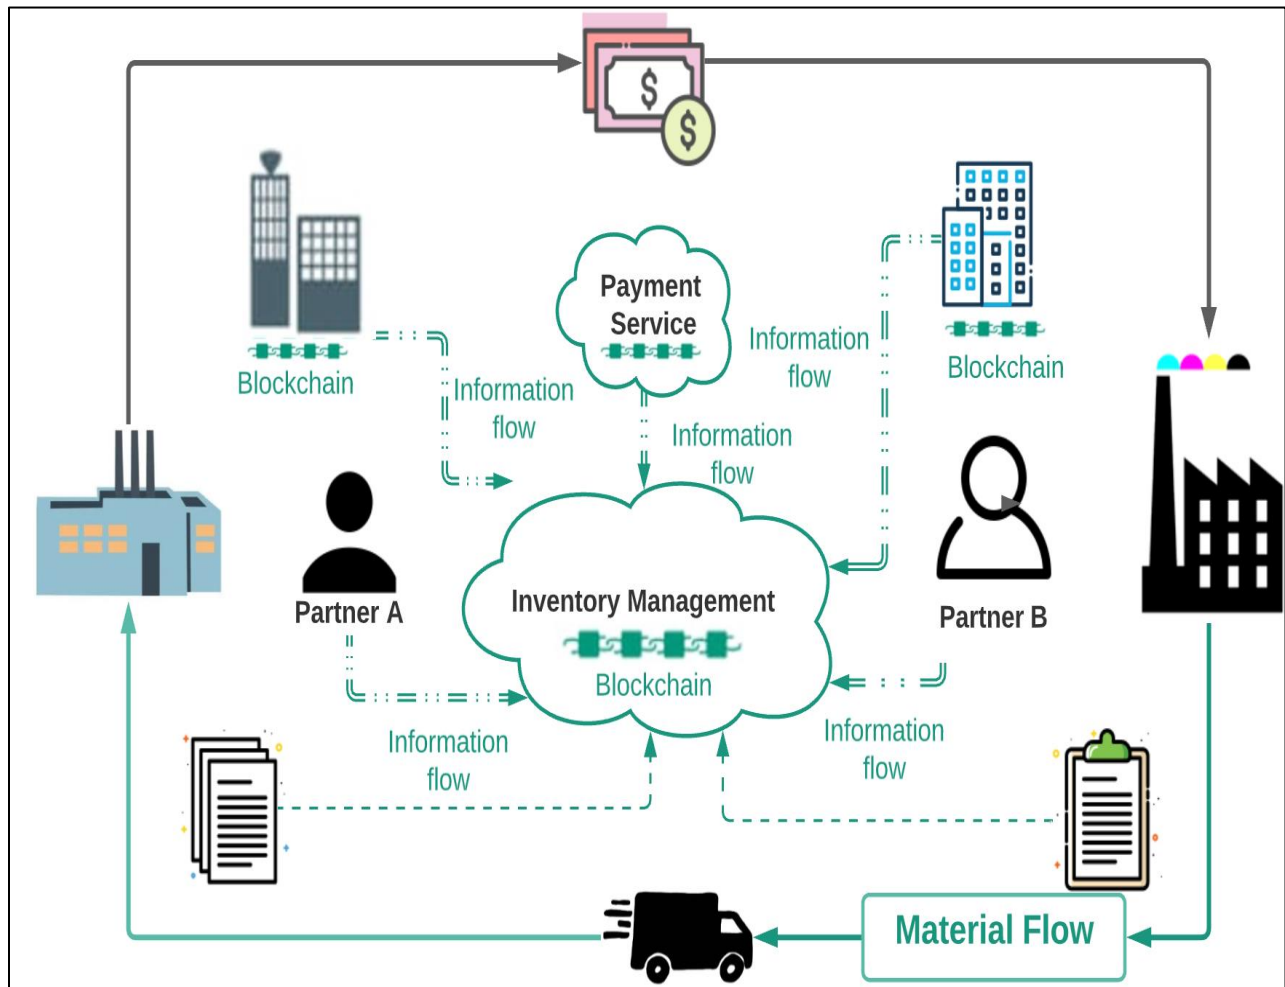 $
$
Payment
Service
Information
flow
Blockchain
Blockchain
Information
flow
Information
flow
Partner A
Inventory Management
Partner B
Blockchain
Information
flow
Information
flow
Material Flow